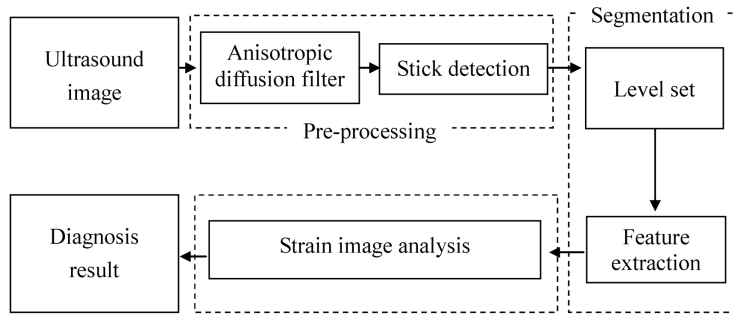 Segmentation
Ultrasound
image
Anisotropic
diffusion filter
Stick detection
Level set
Pre-processing
Diagnosis
result
Strain image analysis
Feature
extraction